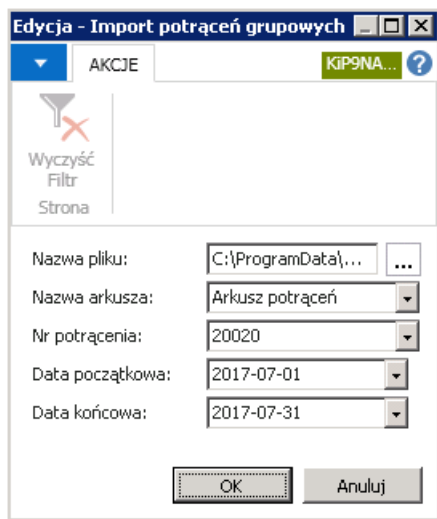 Edycja - Import potrąceń grupowych
AKCJE
KiP9NA... ?
Wyczyść
Filtr
Strona
Nazwa pliku: C:\ProgramData\... ...
Nazwa arkusza: Arkusz potrąceń
Nr potrącenia: 20020
Data początkowa: 2017-07-01
Data końcowa: 2017-07-31
OK Anuluj